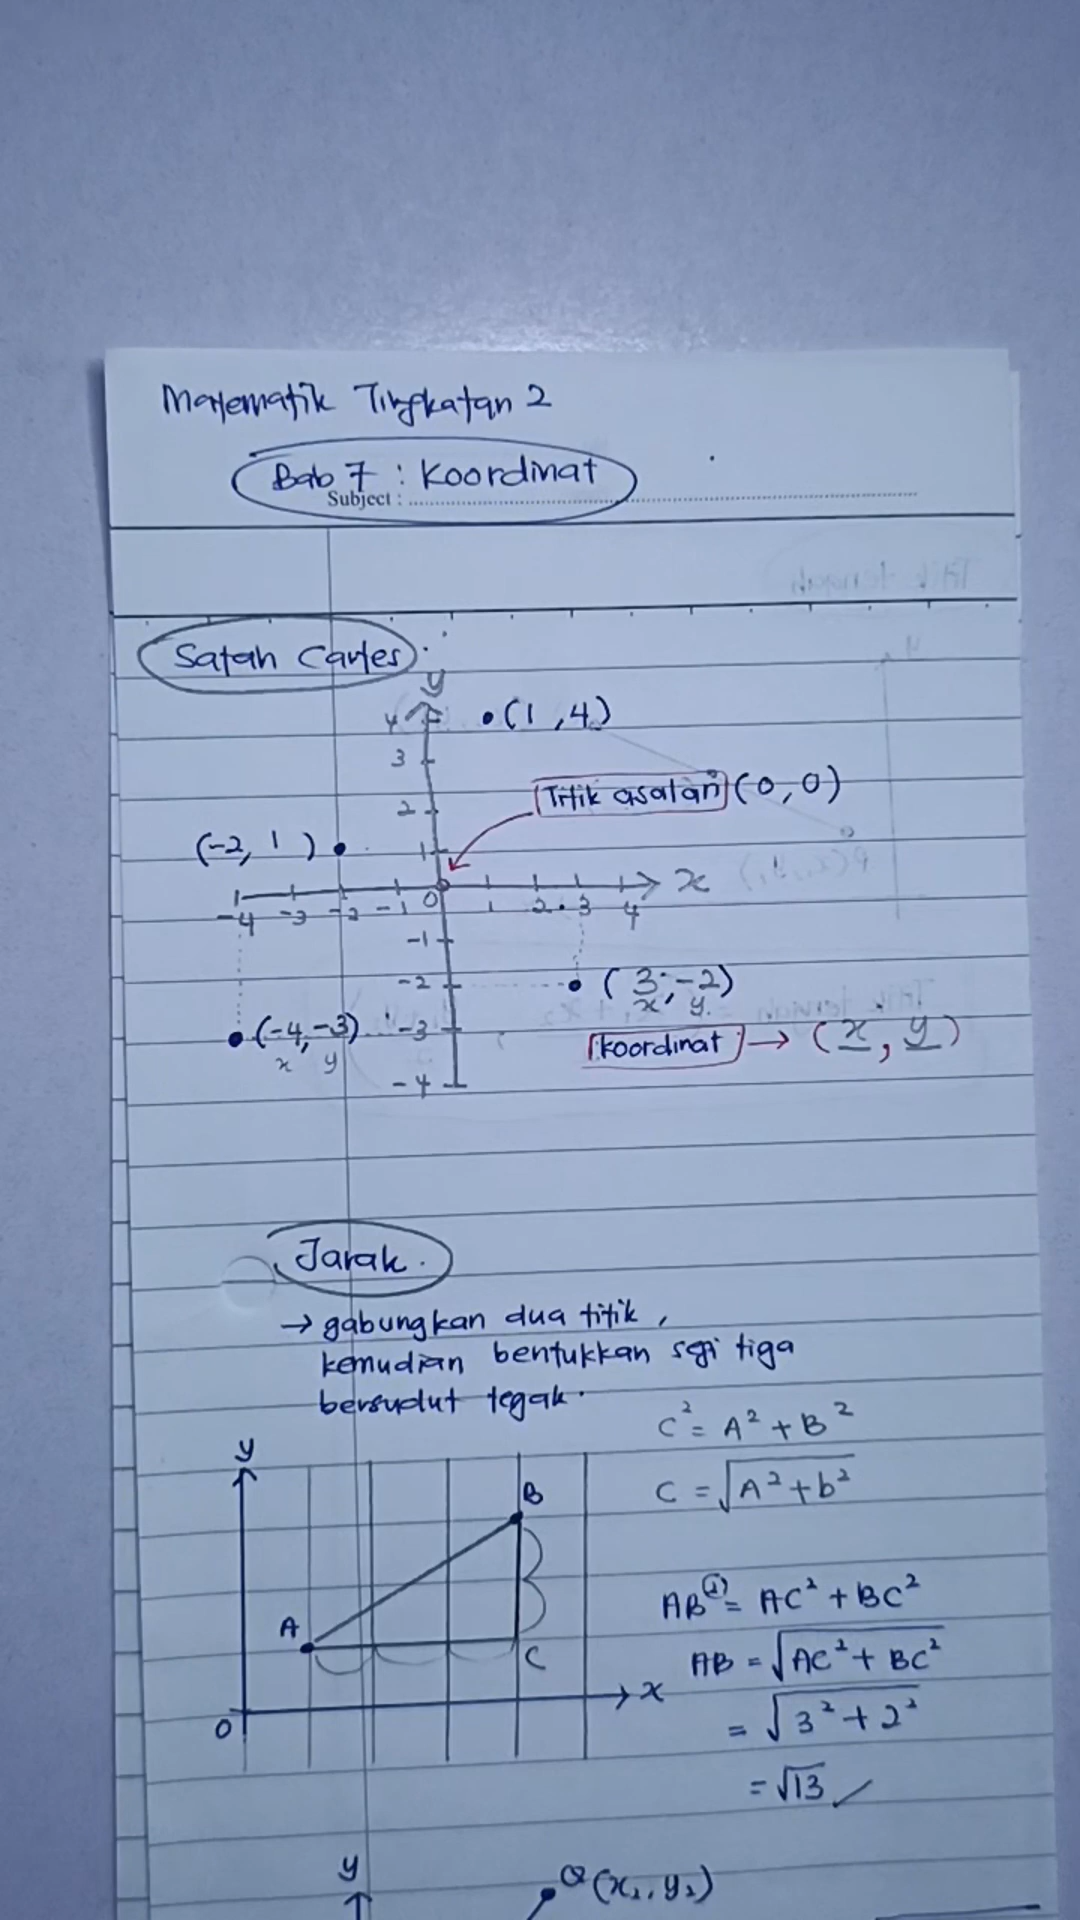 Matematik Tingkatan 2
Bab 7 : Koordinat
Subject :
Satah Cartes
y
4
(1, 4)
3
Titik asalan (0, 0)
2
(-2, 1)
1
x
-4 -3 -2 -1 0 1 2 3 4
-1
-2
(3, -2)
x y
(-4, -3)
x y
-3
koordinat → (x, y)
-4
Jarak.
→ gabungkan dua titik,
kemudian bentukkan segi tiga
bersudut tegak.
C² = A² + B²
C = √A² + b²
y
B
A
C
x
0
AB² = AC² + BC²
AB = √AC² + BC²
= √3² + 2²
= √13 ✓
y
Q(x₂, y₂)